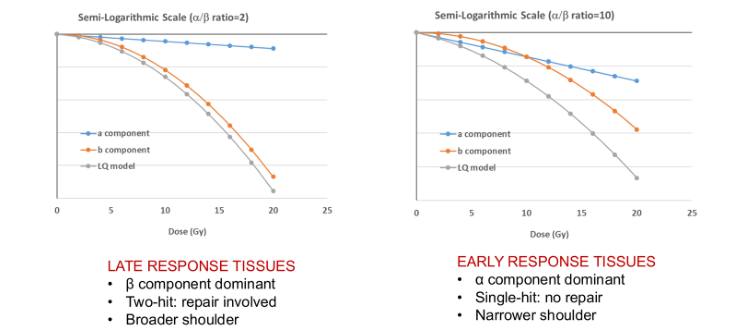 Semi-Logarithmic Scale (α/β ratio=2)
a component
b component
LQ model
0
5
10
15
20
25
Dose (Gy)
LATE RESPONSE TISSUES
• β component dominant
• Two-hit: repair involved
• Broader shoulder
Semi-Logarithmic Scale (α/β ratio=10)
a component
b component
LQ model
0
5
10
15
20
25
Dose (Gy)
EARLY RESPONSE TISSUES
• α component dominant
• Single-hit: no repair
• Narrower shoulder